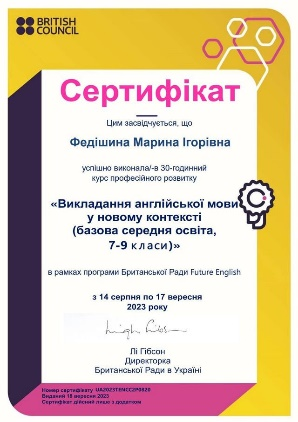 BRITISH
COUNCIL
Сертифікат
Цим засвідчується, що
Федішина Марина Ігорівна
успішно виконала/-в 30-годинний
курс професійного розвитку
«Викладання англійської мови
у новому контексті
(базова середня освіта,
7-9 класи)»
в рамках програми Британської Ради Future English
з 14 серпня по 17 вересня
2023 року
Лі Гібсон
Директорка
Британської Ради в Україні
Номер сертифікату UA2023TENCC2P0820
Виданий 18 вересня 2023
Сертифікат дійсний лише з додатком